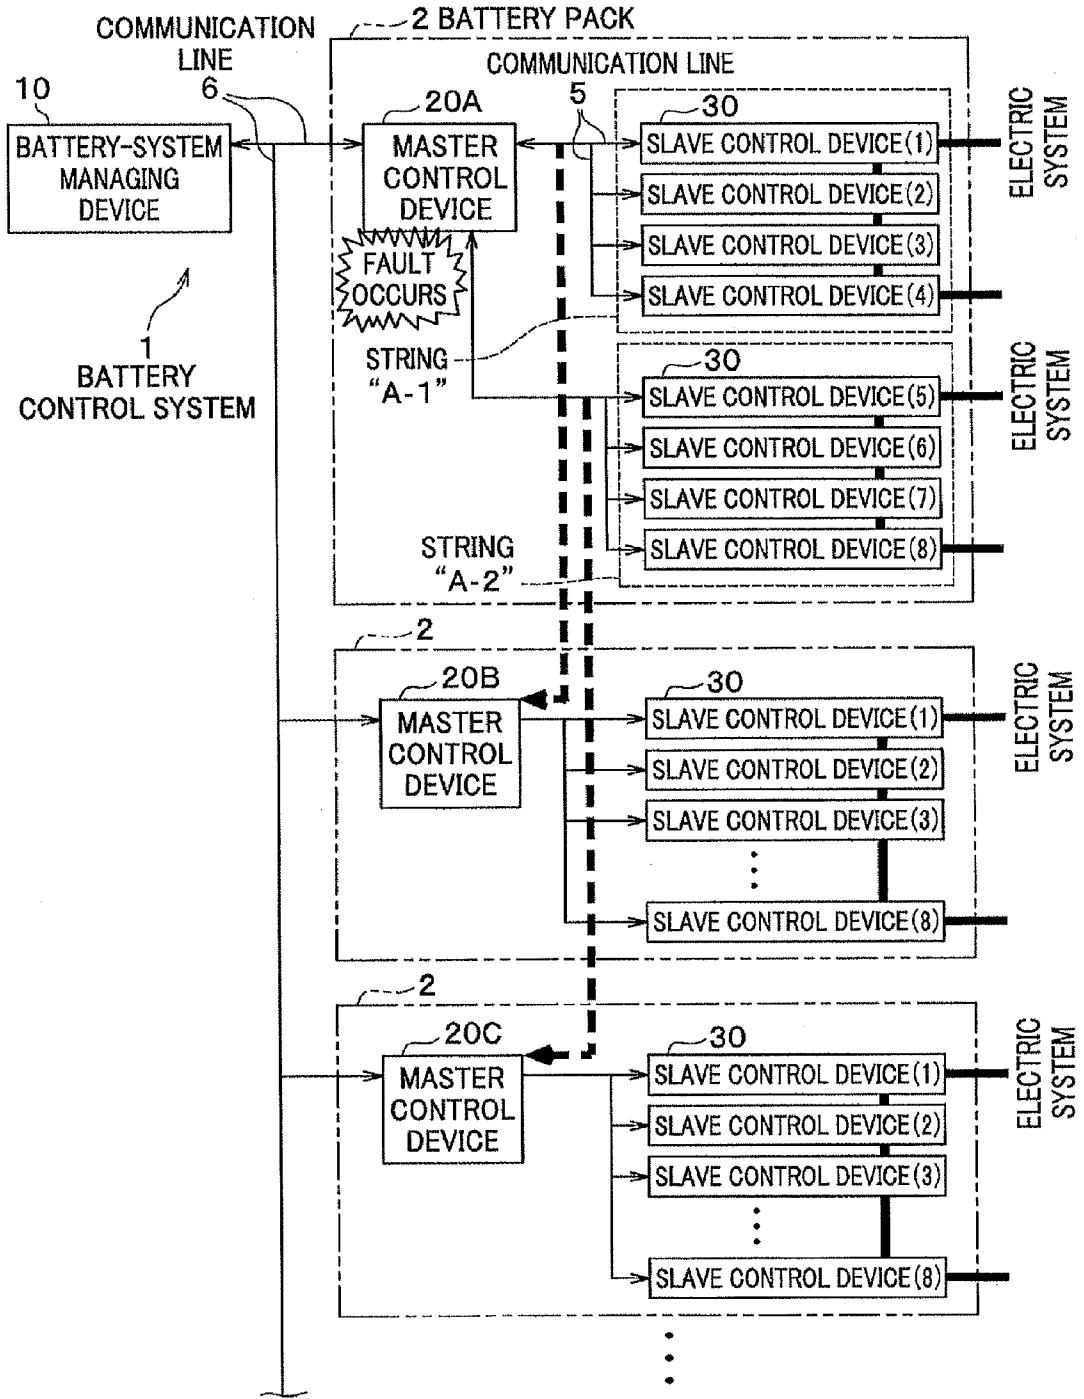 COMMUNICATION
LINE
2 BATTERY PACK
COMMUNICATION LINE
10
6
20A
5
30
BATTERY-SYSTEM
MANAGING
DEVICE
MASTER
CONTROL
DEVICE
SLAVE CONTROL DEVICE(1)
SLAVE CONTROL DEVICE(2)
SLAVE CONTROL DEVICE(3)
SLAVE CONTROL DEVICE(4)
ELECTRIC
SYSTEM
FAULT
OCCURS
1
BATTERY
CONTROL SYSTEM
STRING
"A-1"
30
SLAVE CONTROL DEVICE(5)
SLAVE CONTROL DEVICE(6)
SLAVE CONTROL DEVICE(7)
SLAVE CONTROL DEVICE(8)
ELECTRIC
SYSTEM
STRING
"A-2"
2
20B
MASTER
CONTROL
DEVICE
30
SLAVE CONTROL DEVICE(1)
SLAVE CONTROL DEVICE(2)
SLAVE CONTROL DEVICE(3)
SLAVE CONTROL DEVICE(8)
ELECTRIC
SYSTEM
2
20C
MASTER
CONTROL
DEVICE
30
SLAVE CONTROL DEVICE(1)
SLAVE CONTROL DEVICE(2)
SLAVE CONTROL DEVICE(3)
SLAVE CONTROL DEVICE(8)
ELECTRIC
SYSTEM